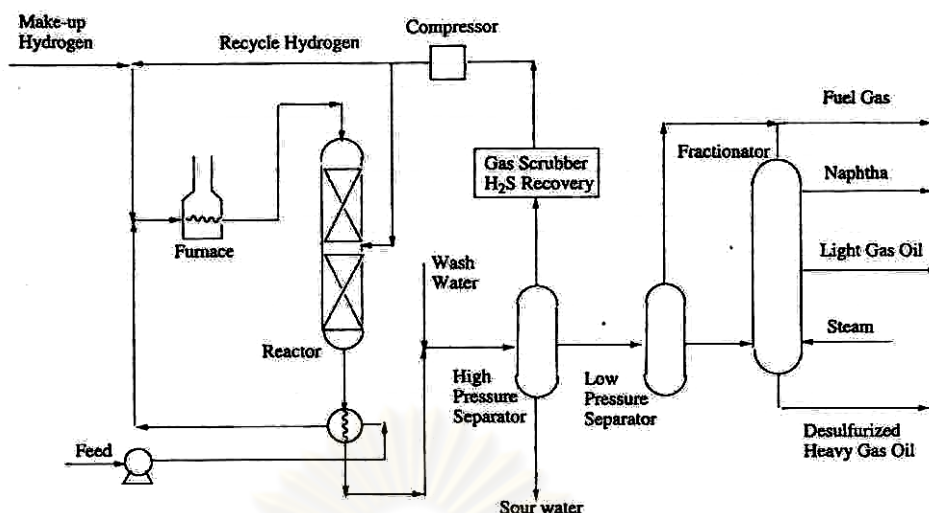 Make-up
Hydrogen
Recycle Hydrogen
Compressor
Fuel Gas
Fractionator
Gas Scrubber
H₂S Recovery
Naphtha
Furnace
Wash
Water
Light Gas Oil
Steam
Reactor
High
Pressure
Separator
Low
Pressure
Separator
Feed
Desulfurized
Heavy Gas Oil
Sour water